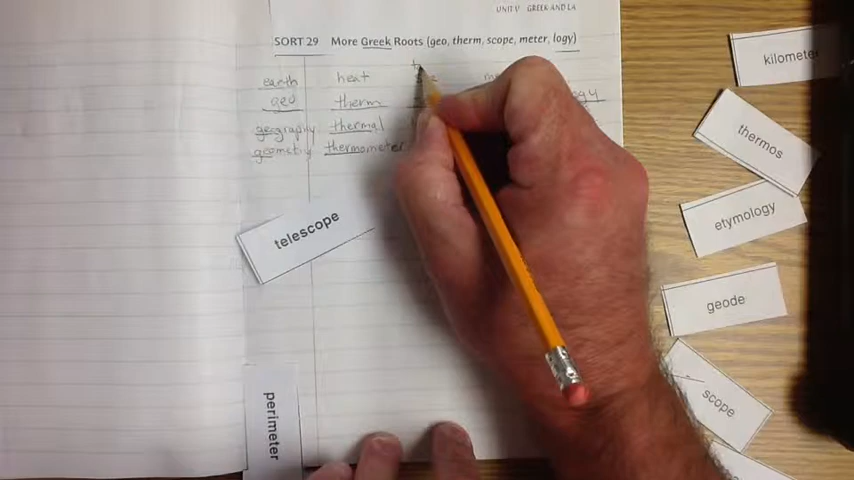 UNIT V GREEK AND LA
SORT 29 More Greek Roots (geo, therm, scope, meter, logy)
earth heat
geo therm
geography thermal
geometry thermometer
telescope
perimeter
kilometer
thermos
etymology
geode
scope